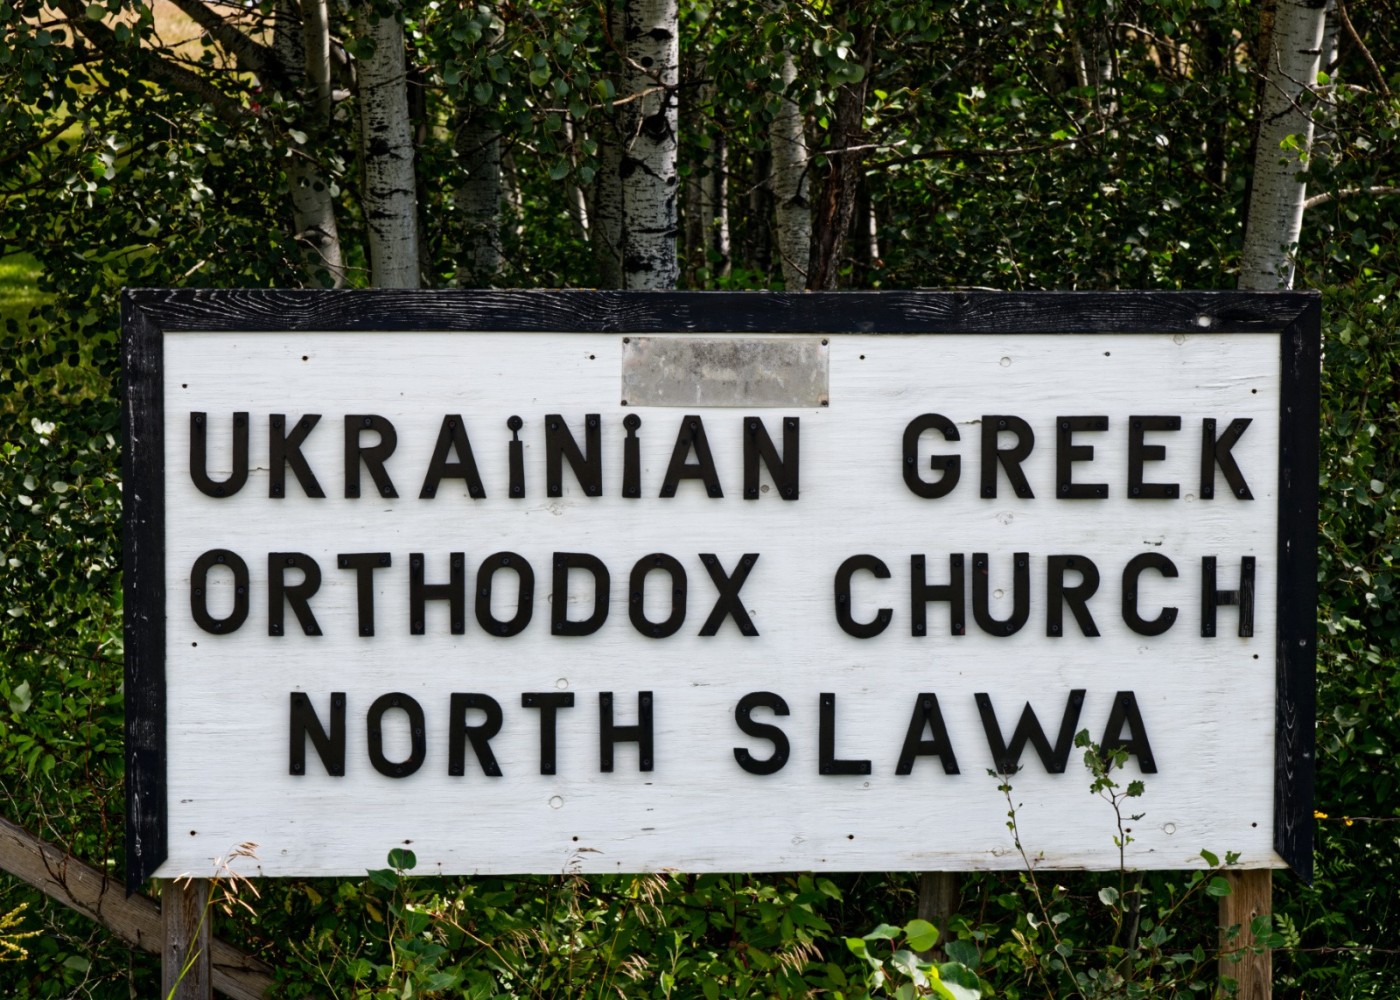 UKRAiNiAN GREEK
ORTHODOX CHURCH
NORTH SLAWA